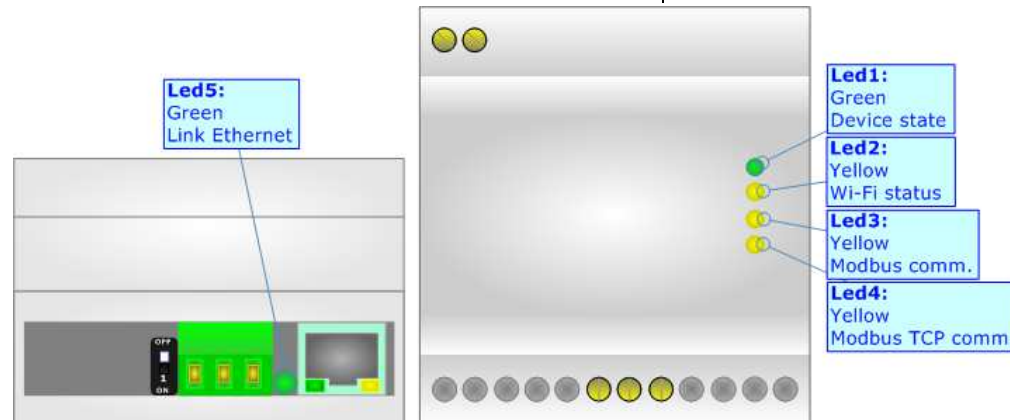 Led5:
Green
Link Ethernet
Led1:
Green
Device state
Led2:
Yellow
Wi-Fi status
Led3:
Yellow
Modbus comm.
Led4:
Yellow
Modbus TCP comm
OFF
1
ON